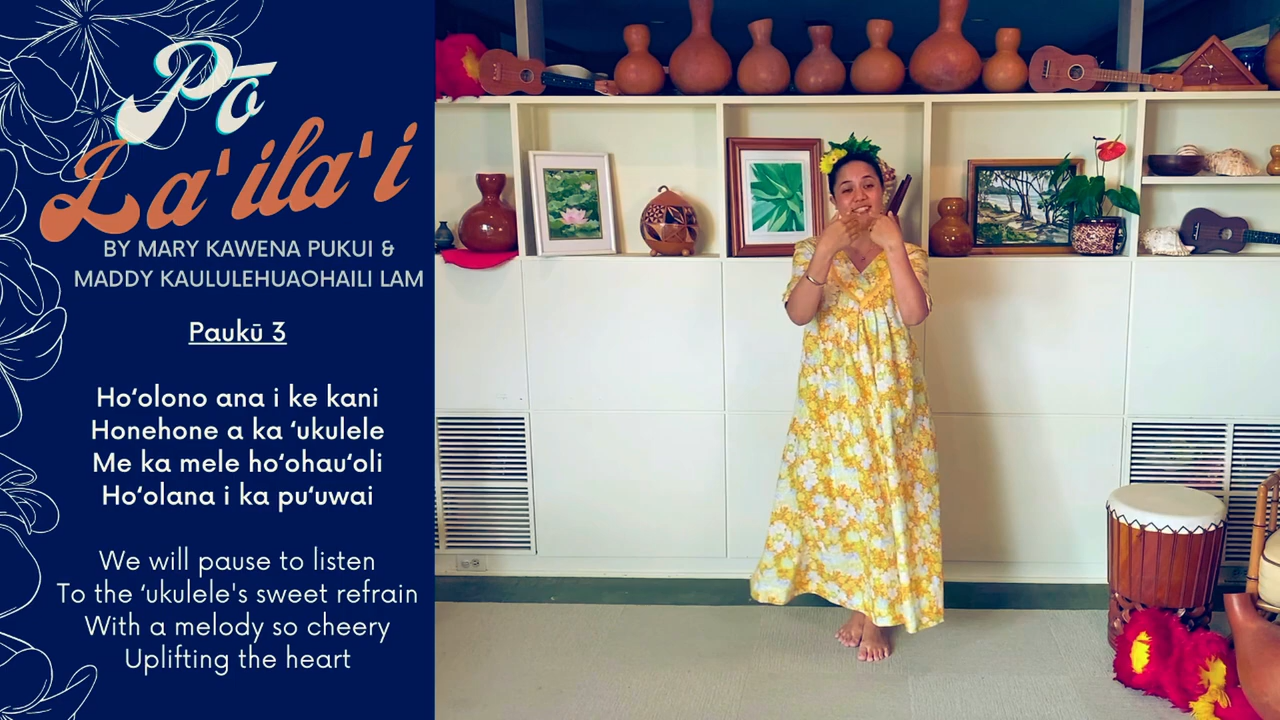 Pō
Laʻilaʻi
BY MARY KAWENA PUKUI &
MADDY KAULULEHUAOHAILI LAM
Paukū 3
Hoʻolono ana i ke kani
Honehone a ka ʻukulele
Me ka mele hoʻohauʻoli
Hoʻolana i ka puʻuwai
We will pause to listen
To the ʻukulele's sweet refrain
With a melody so cheery
Uplifting the heart